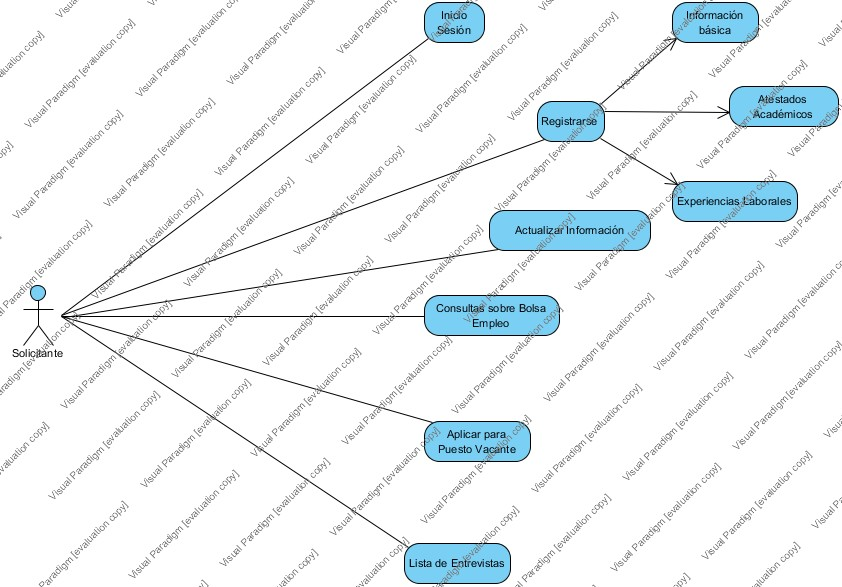 Inicio
Sesión
Información
básica
Atestados
Académicos
Registrarse
Experiencias Laborales
Actualizar Información
Consultas sobre Bolsa
Empleo
Solicitante
Aplicar para
Puesto Vacante
Lista de Entrevistas
Visual Paradigm [evaluation copy]